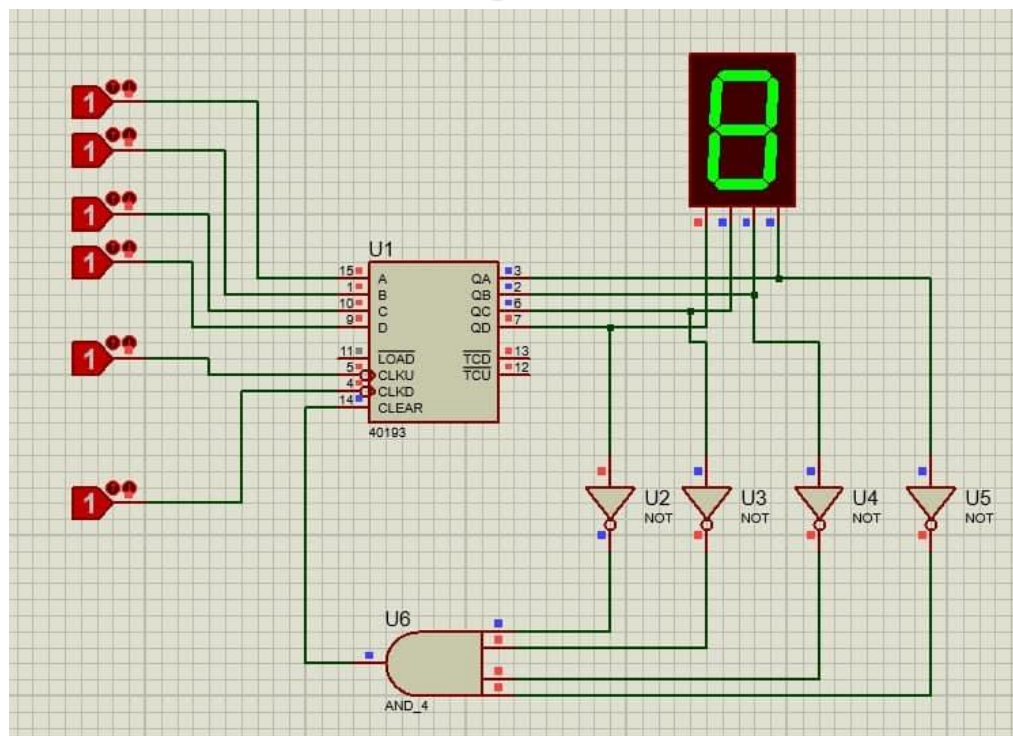 8
1
1
1
1
1
1
U1
15 A QA 3
1 B QB 2
10 C QC 6
9 D QD 7
11 LOAD TCD 13
5 CLKU TCU 12
4 CLKD
14 CLEAR
40193
U2
NOT
U3
NOT
U4
NOT
U5
NOT
U6
AND_4